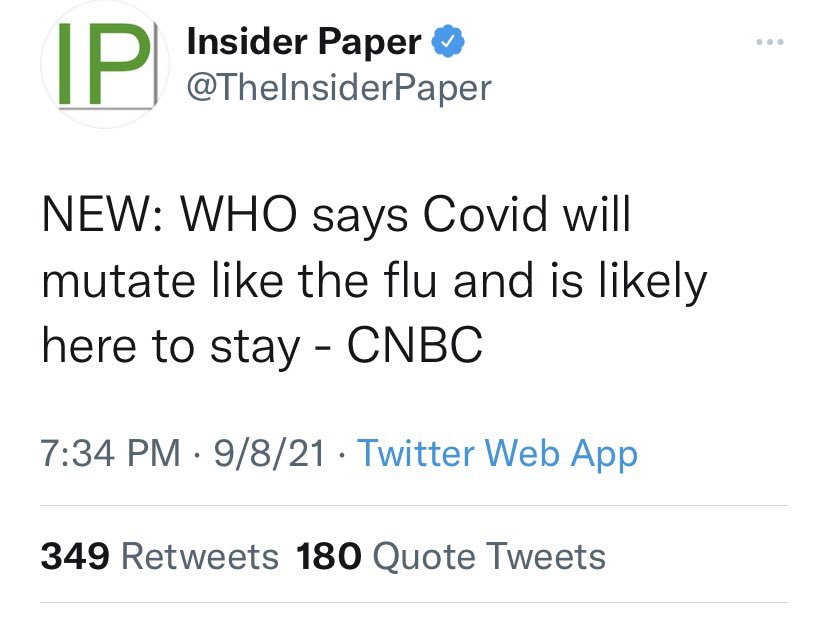 IP
Insider Paper
@TheInsiderPaper
NEW: WHO says Covid will
mutate like the flu and is likely
here to stay - CNBC
7:34 PM · 9/8/21 · Twitter Web App
349 Retweets 180 Quote Tweets